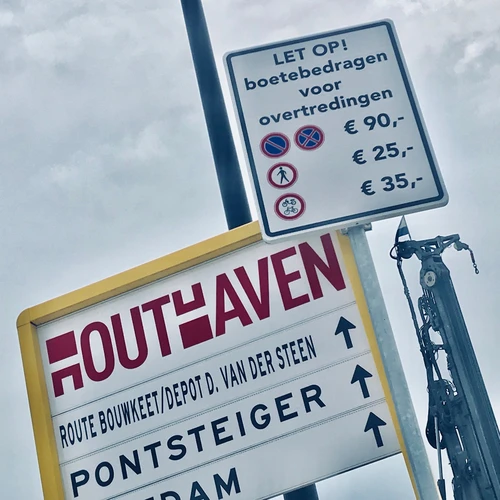 LET OP!
boetebedragen
voor
overtredingen
€ 90,-
€ 25,-
€ 35,-
HOUTHAVEN
ROUTE BOUWKEET/DEPOT D. VAN DER STEEN
PONTSTEIGER